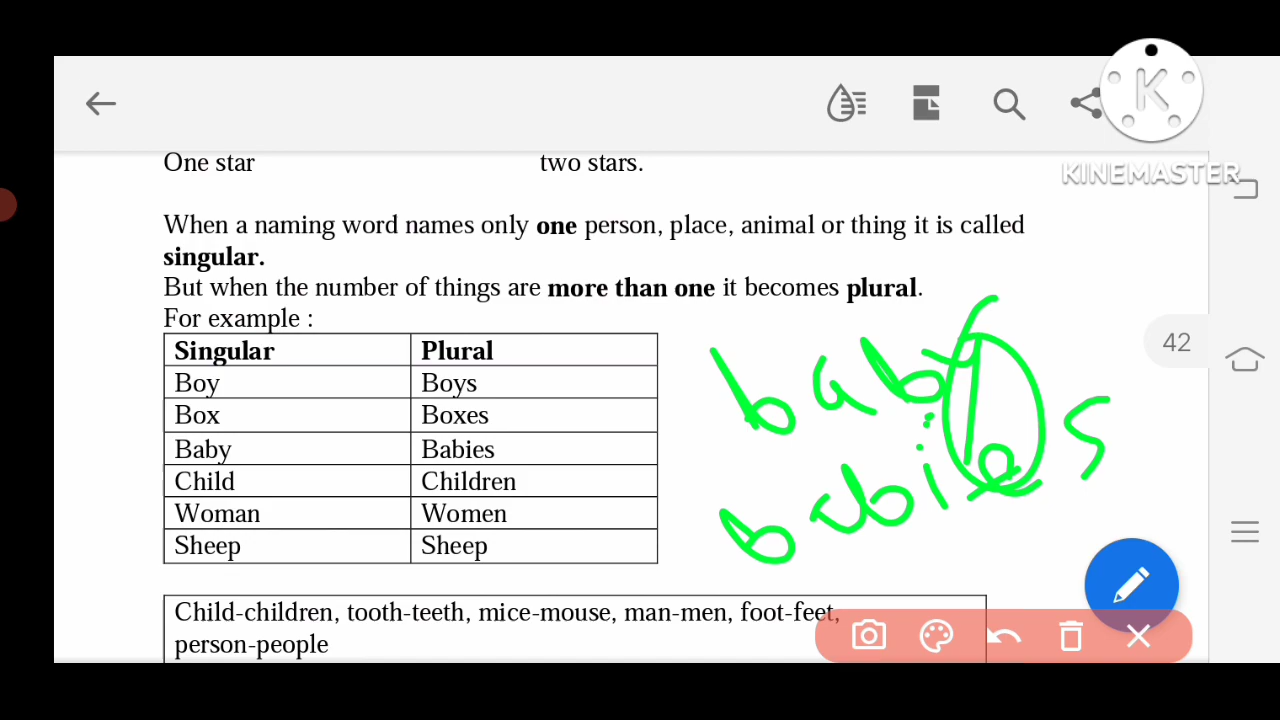 K
KINEMASTER
One star two stars.
When a naming word names only one person, place, animal or thing it is called
singular.
But when the number of things are more than one it becomes plural.
For example :
Singular Plural
Boy Boys
Box Boxes
Baby Babies
Child Children
Woman Women
Sheep Sheep
baby
babies
42
Child-children, tooth-teeth, mice-mouse, man-men, foot-feet,
person-people